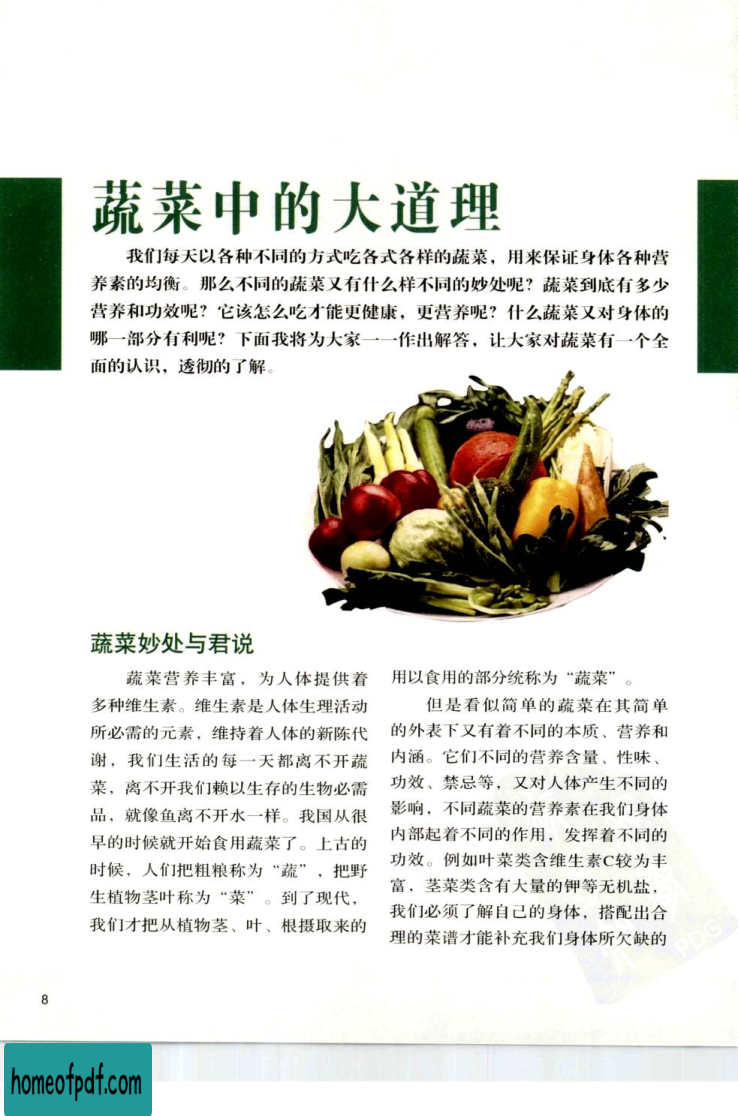 蔬菜中的大道理
我们每天以各种不同的方式吃各式各样的蔬菜，用来保证身体各种营
养素的均衡。那么不同的蔬菜又有什么样不同的妙处呢？蔬菜到底有多少
营养和功效呢？它该怎么吃才能更健康，更营养呢？什么蔬菜又对身体的
哪一部分有利呢？下面我将为大家一一作出解答，让大家对蔬菜有一个全
面的认识，透彻的了解。
蔬菜妙处与君说
蔬菜营养丰富，为人体提供着
多种维生素。维生素是人体生理活动
所必需的元素，维持着人体的新陈代
谢，我们生活的每一天都离不开蔬
菜，离不开我们赖以生存的生物必需
品，就像鱼离不开水一样。我国从很
早的时候就开始食用蔬菜了。上古的
时候，人们把粗粮称为“蔬”，把野
生植物茎叶称为“菜”。到了现代，
我们才把从植物茎、叶、根摄取来的
用以食用的部分统称为“蔬菜”。
但是看似简单的蔬菜在其简单
的外表下又有着不同的本质、营养和
内涵。它们不同的营养含量、性味、
功效、禁忌等，又对人体产生不同的
影响，不同蔬菜的营养素在我们身体
内部起着不同的作用，发挥着不同的
功效。例如叶菜类含维生素C较为丰
富，茎菜类含有大量的钾等无机盐，
我们必须了解自己的身体，搭配出合
理的菜谱才能补充我们身体所欠缺的
PDG
8
homeofpdf.com